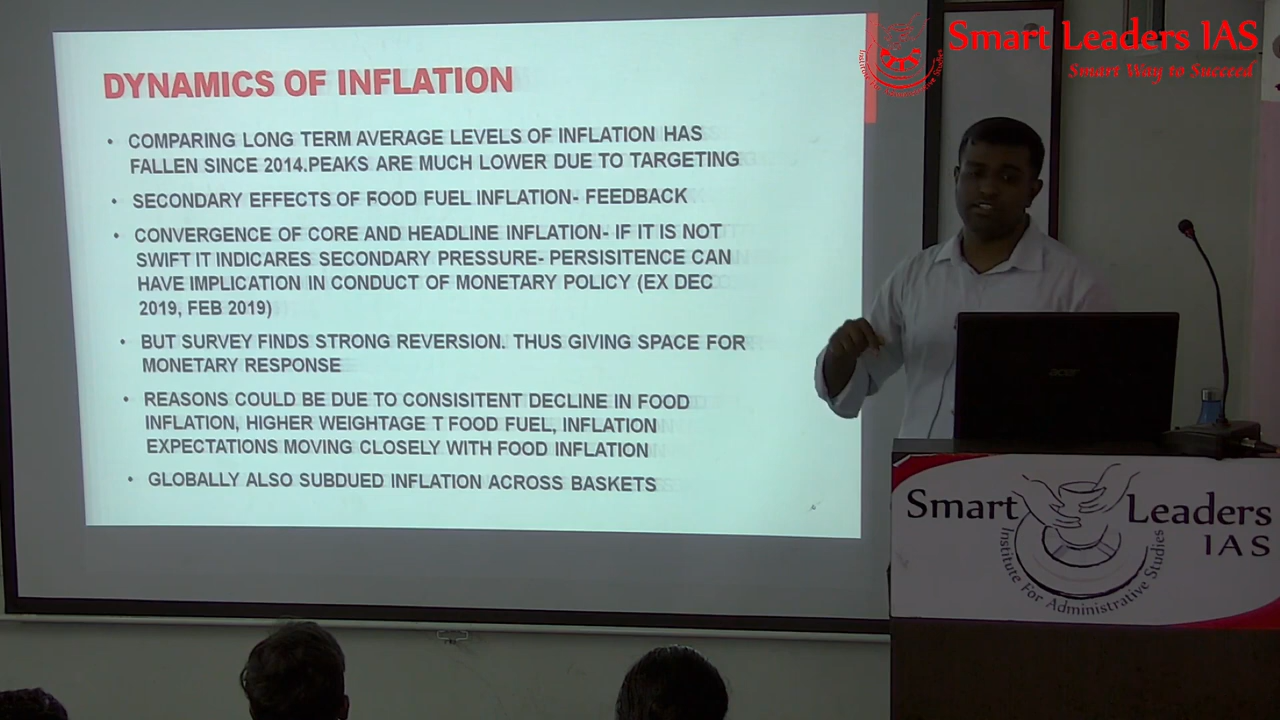 Smart Leaders IAS
Smart Way to Succeed
DYNAMICS OF INFLATION
• COMPARING LONG TERM AVERAGE LEVELS OF INFLATION HAS
FALLEN SINCE 2014.PEAKS ARE MUCH LOWER DUE TO TARGETING
• SECONDARY EFFECTS OF FOOD FUEL INFLATION- FEEDBACK
• CONVERGENCE OF CORE AND HEADLINE INFLATION- IF IT IS NOT
SWIFT IT INDICARES SECONDARY PRESSURE- PERSISITENCE CAN
HAVE IMPLICATION IN CONDUCT OF MONETARY POLICY (EX DEC
2019, FEB 2019)
• BUT SURVEY FINDS STRONG REVERSION. THUS GIVING SPACE FOR
MONETARY RESPONSE
• REASONS COULD BE DUE TO CONSISITENT DECLINE IN FOOD
INFLATION, HIGHER WEIGHTAGE T FOOD FUEL, INFLATION
EXPECTATIONS MOVING CLOSELY WITH FOOD INFLATION
• GLOBALLY ALSO SUBDUED INFLATION ACROSS BASKETS
acer
Smart Leaders
IAS
Institute For Administrative Studies